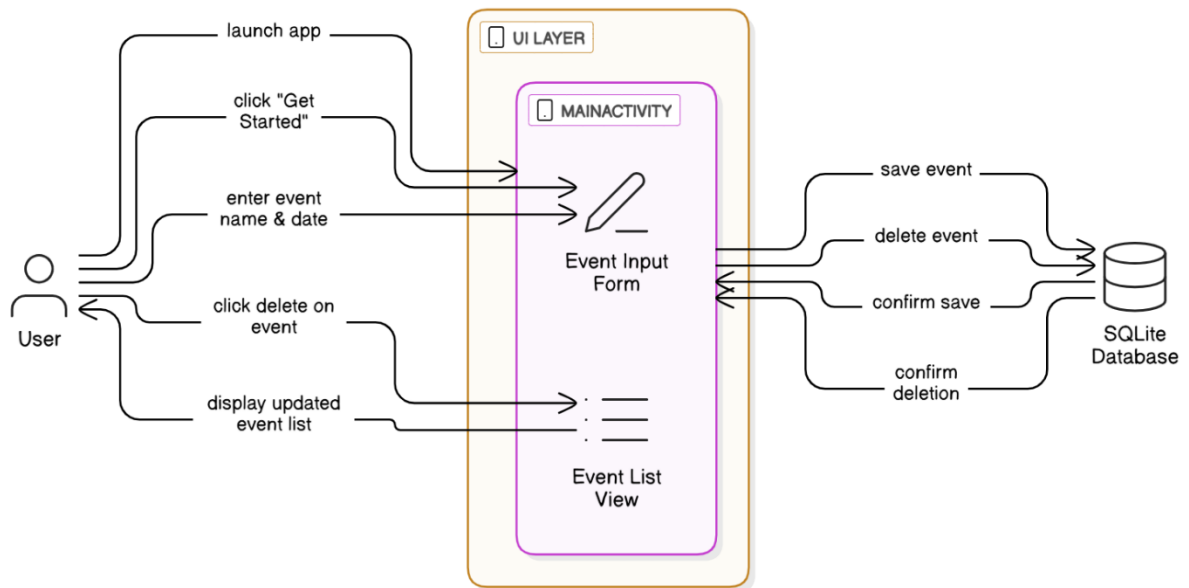 launch app
UI LAYER
click "Get
Started"
MAINACTIVITY
enter event
name & date
save event
delete event
Event Input
Form
User
click delete on
event
confirm save
SQLite
Database
confirm
deletion
display updated
event list
Event List
View